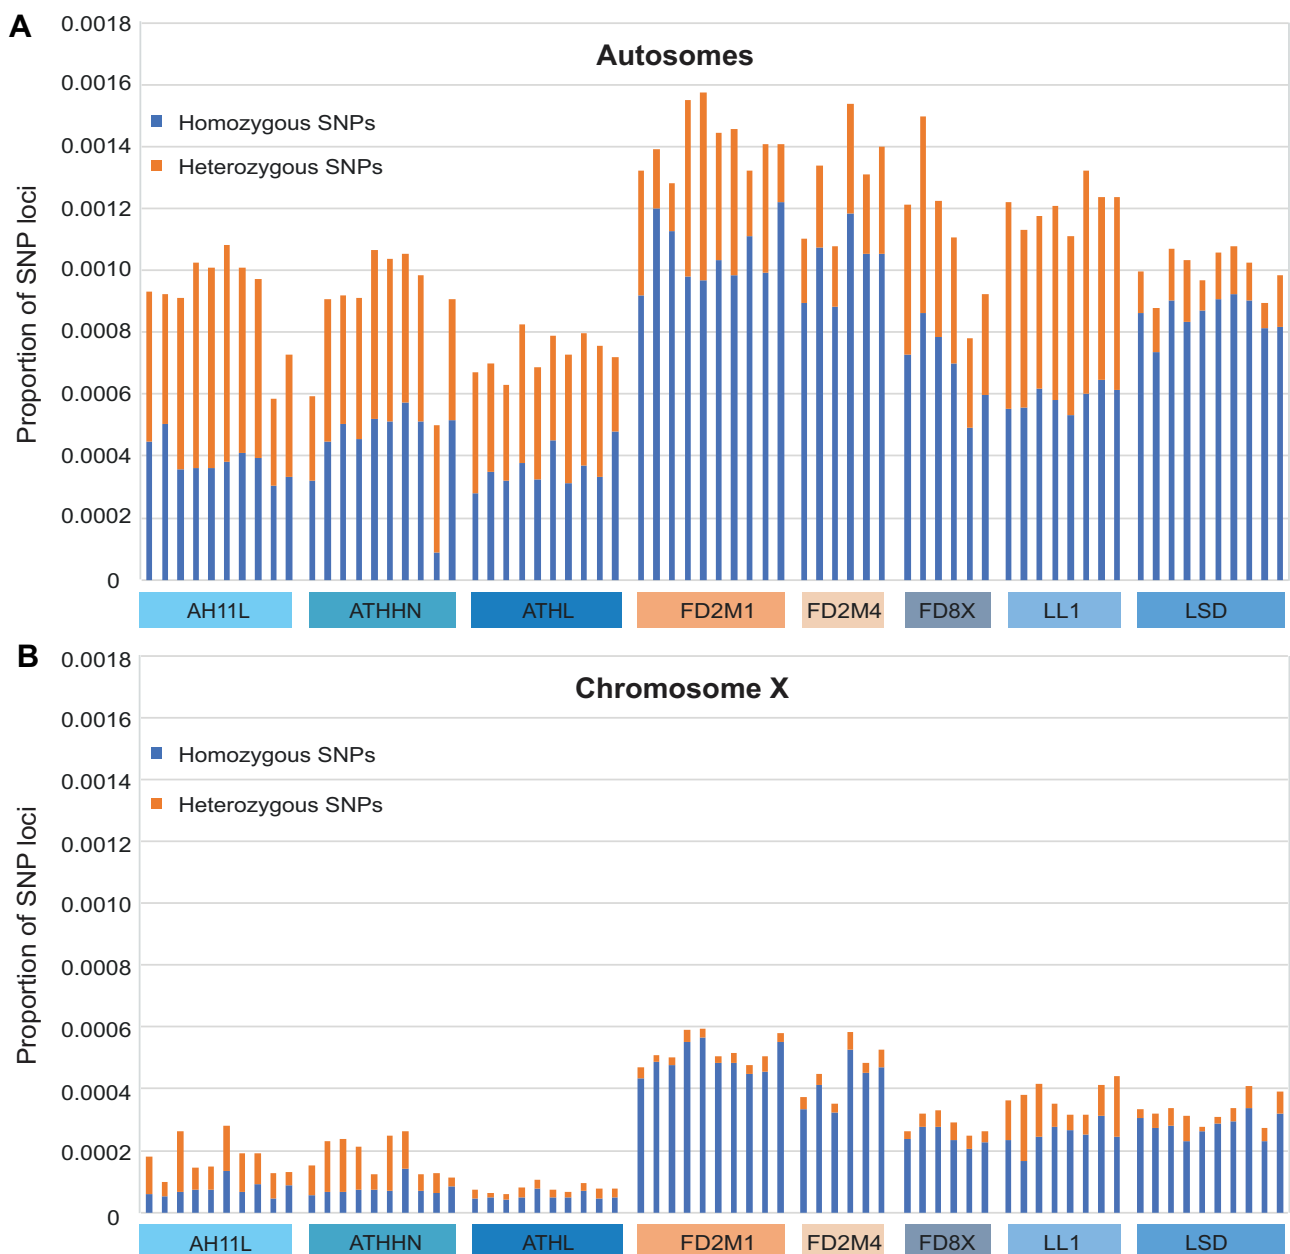 A
Autosomes
Homozygous SNPs
Heterozygous SNPs
Proportion of SNP loci
0.0018
0.0016
0.0014
0.0012
0.0010
0.0008
0.0006
0.0004
0.0002
0
AH11L ATHHN ATHL FD2M1 FD2M4 FD8X LL1 LSD
B
Chromosome X
Homozygous SNPs
Heterozygous SNPs
Proportion of SNP loci
0.0018
0.0016
0.0014
0.0012
0.0010
0.0008
0.0006
0.0004
0.0002
0
AH11L ATHHN ATHL FD2M1 FD2M4 FD8X LL1 LSD